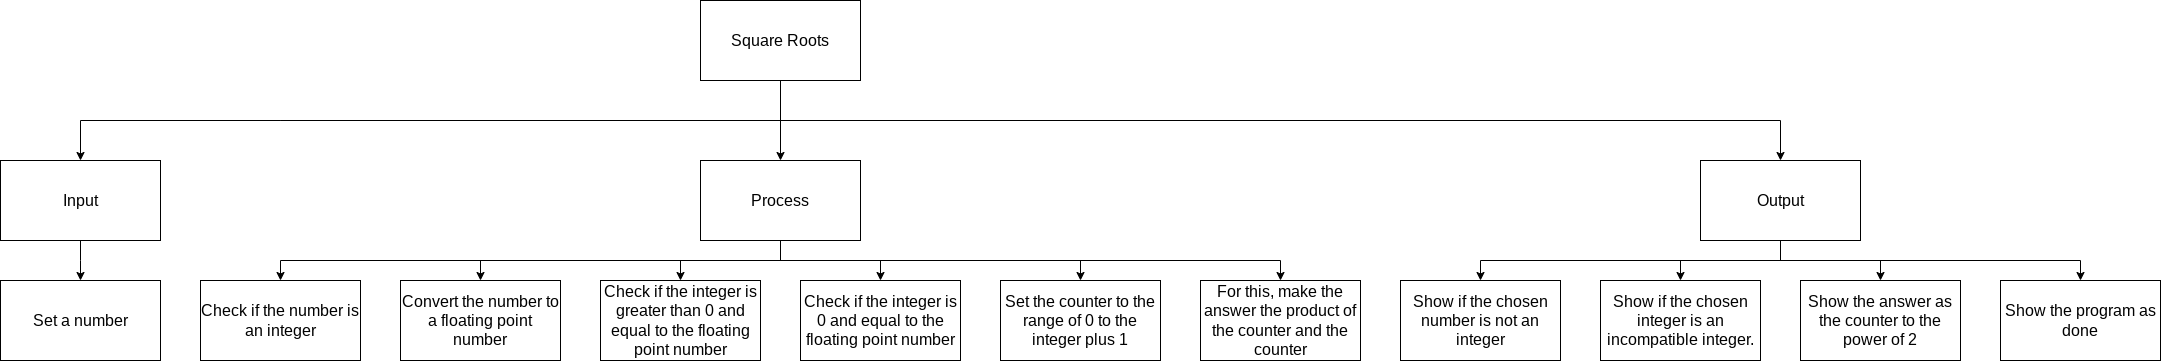 Square Roots
Input
Process
Output
Set a number
Check if the number is
an integer
Convert the number to
a floating point
number
Check if the integer is
greater than 0 and
equal to the floating
point number
Check if the integer is
0 and equal to the
floating point number
Set the counter to the
range of 0 to the
integer plus 1
For this, make the
answer the product of
the counter and the
counter
Show if the chosen
number is not an
integer
Show if the chosen
integer is an
incompatible integer.
Show the answer as
the counter to the
power of 2
Show the program as
done